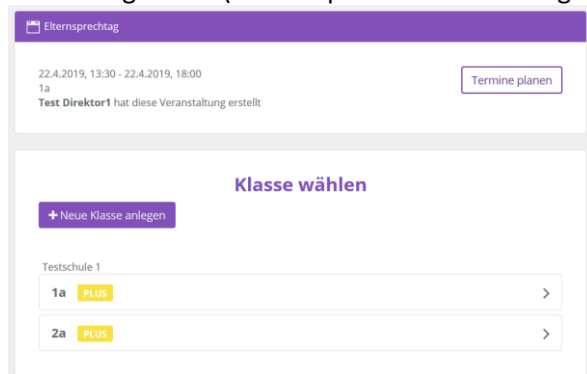 Elternsprechtag
22.4.2019, 13:30 - 22.4.2019, 18:00
1a
Test Direktor1 hat diese Veranstaltung erstellt
Termine planen
Klasse wählen
+ Neue Klasse anlegen
Testschule 1
1a PLUS
2a PLUS